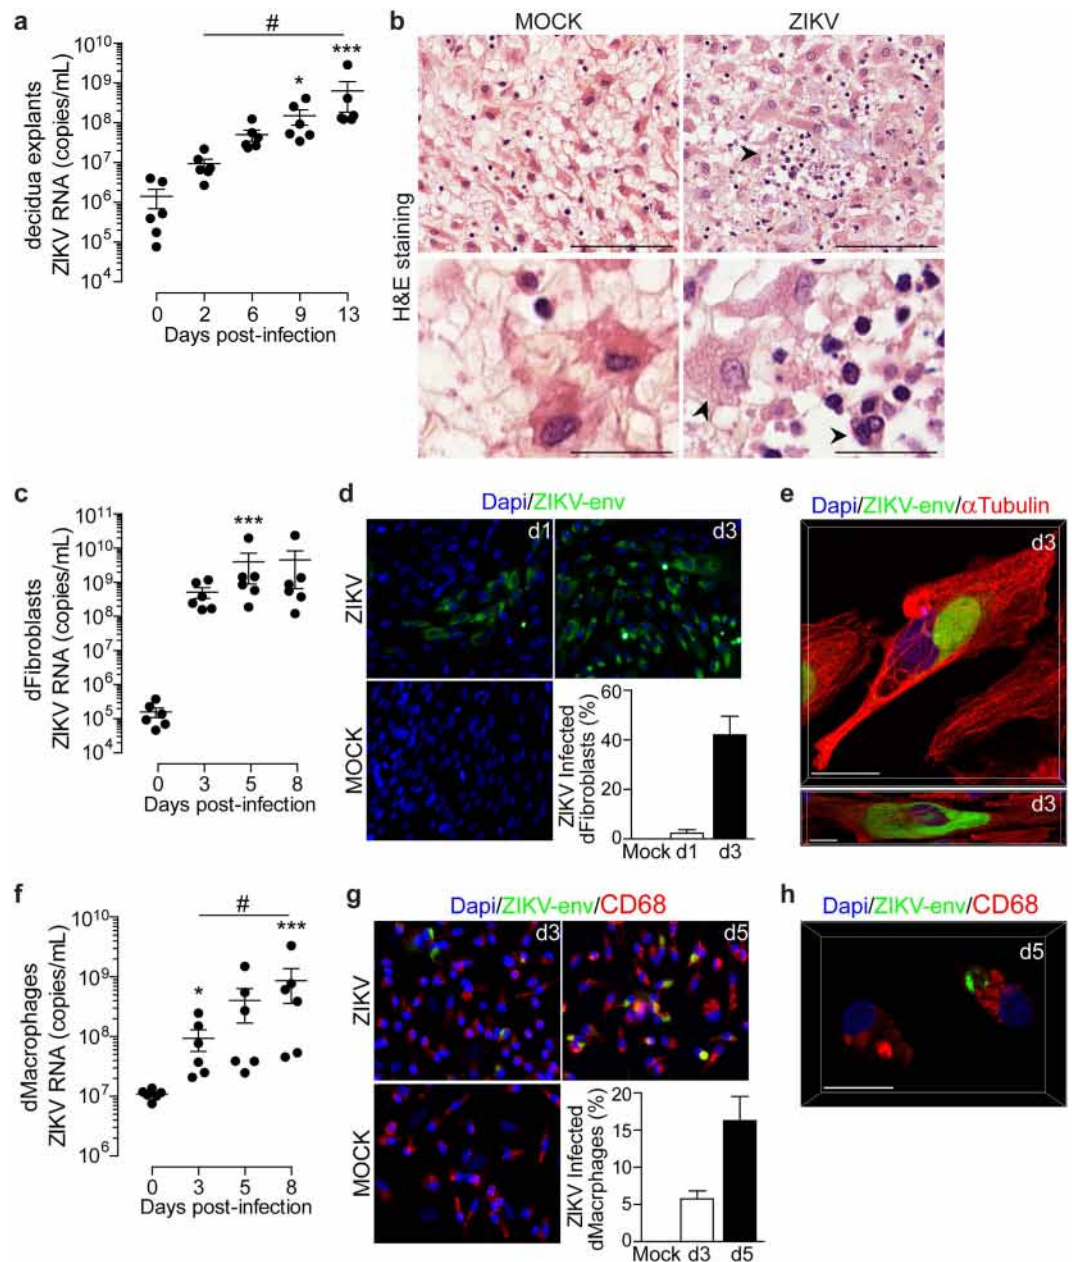 a
#
***
*
decidua explants
ZIKV RNA (copies/mL)
10^10
10^9
10^8
10^7
10^6
10^5
10^4
0 2 6 9 13
Days post-infection
b
MOCK ZIKV
H&E staining
c
***
dFibroblasts
ZIKV RNA (copies/mL)
10^11
10^10
10^9
10^8
10^7
10^6
10^5
10^4
0 3 5 8
Days post-infection
d
Dapi/ZIKV-env
d1 d3
ZIKV
MOCK
ZIKV Infected
dFibroblasts (%)
60
40
20
0
Mock d1 d3
e
Dapi/ZIKV-env/αTubulin
d3
d3
f
#
***
*
dMacrophages
ZIKV RNA (copies/mL)
10^10
10^9
10^8
10^7
10^6
0 3 5 8
Days post-infection
g
Dapi/ZIKV-env/CD68
d3 d5
ZIKV
MOCK
ZIKV Infected
dMacrphages (%)
20
15
10
5
0
Mock d3 d5
h
Dapi/ZIKV-env/CD68
d5